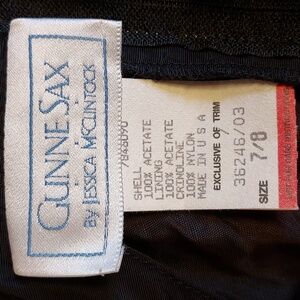 GUNNE SAX
BY JESSICA McCLINTOCK
7846090
SHELL
100% ACETATE
LINING
100% ACETATE
CRINOLINE
100% NYLON
MADE IN U S A
EXCLUSIVE OF TRIM
36246/03
SIZE 7/8